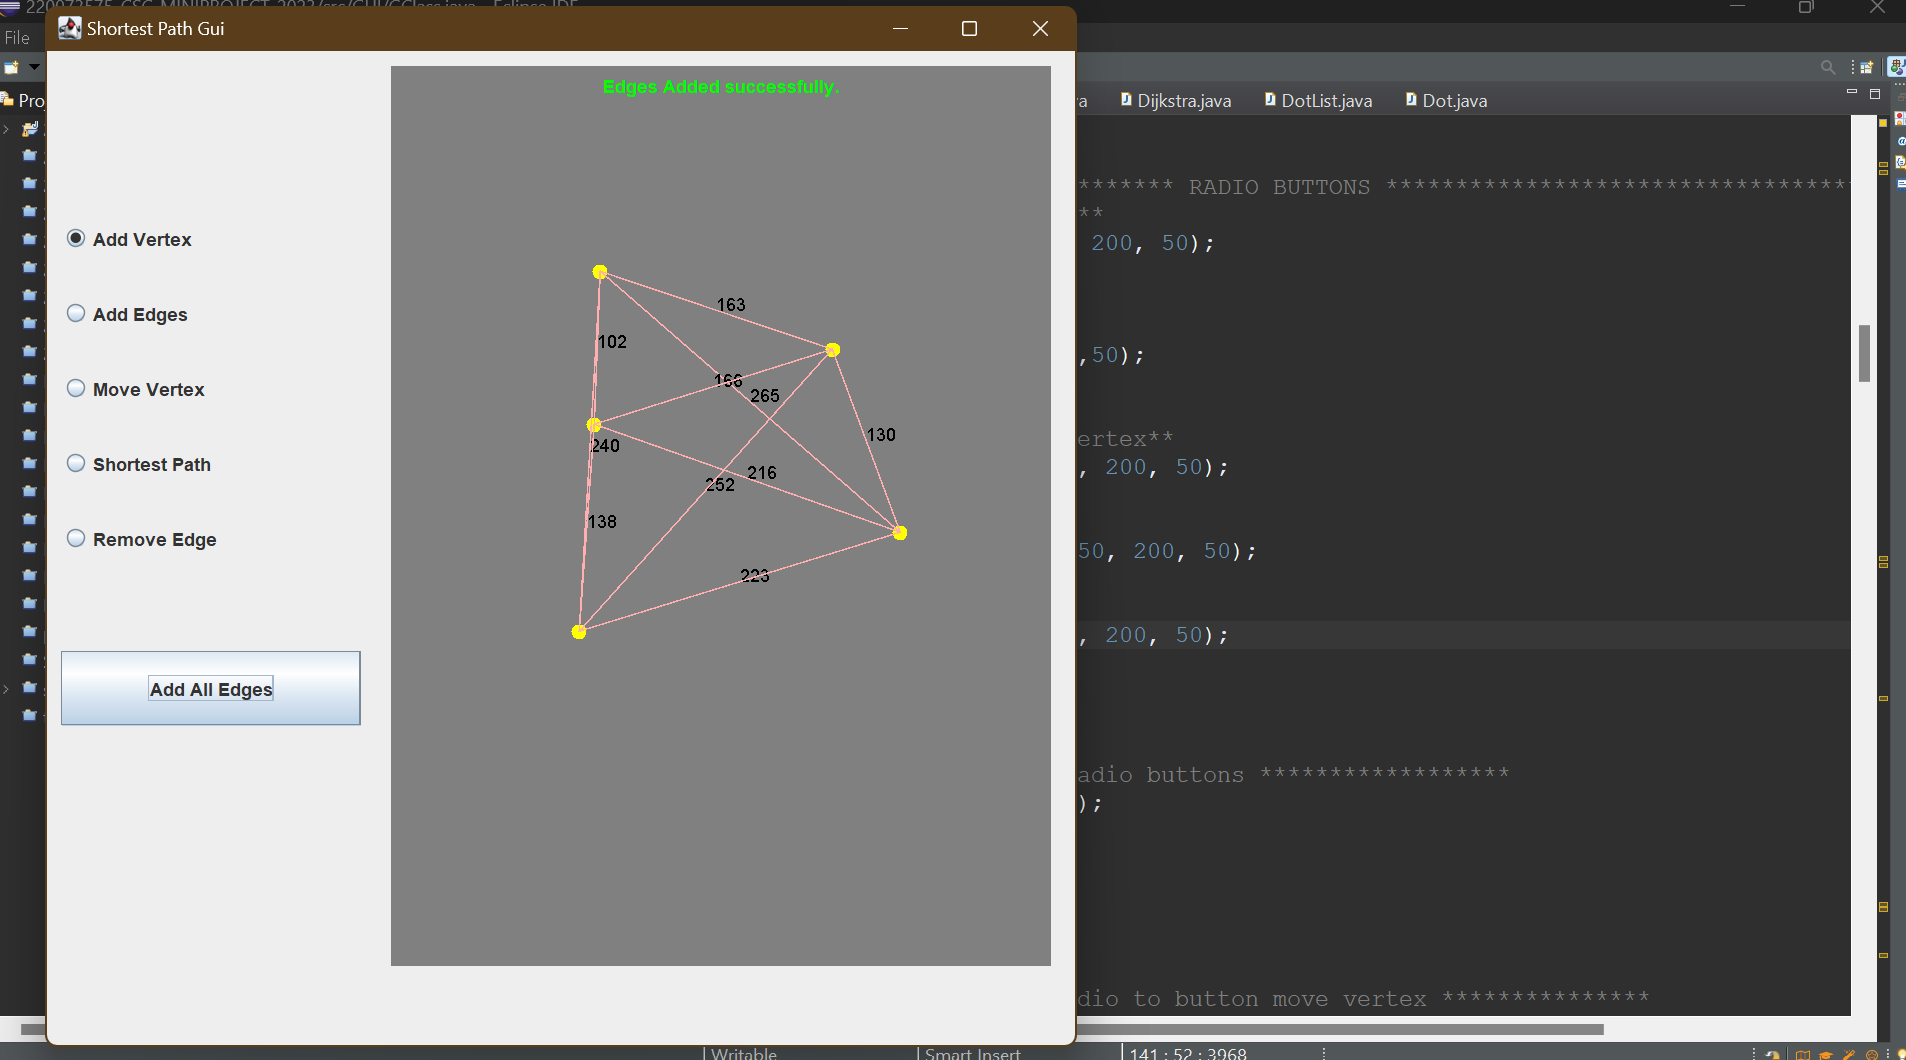 Shortest Path Gui
File
Pro
Dijkstra.java
DotList.java
Dot.java
Edges Added successfully.
Add Vertex
Add Edges
Move Vertex
Shortest Path
Remove Edge
Add All Edges
163
102
166
265
130
240
216
252
138
223
******* RADIO BUTTONS *********************************
**
200, 50);
,50);
ertex**
, 200, 50);
50, 200, 50);
, 200, 50);
adio buttons ******************
);
dio to button move vertex ***************
Writable
Smart Insert
141 : 52 : 3968